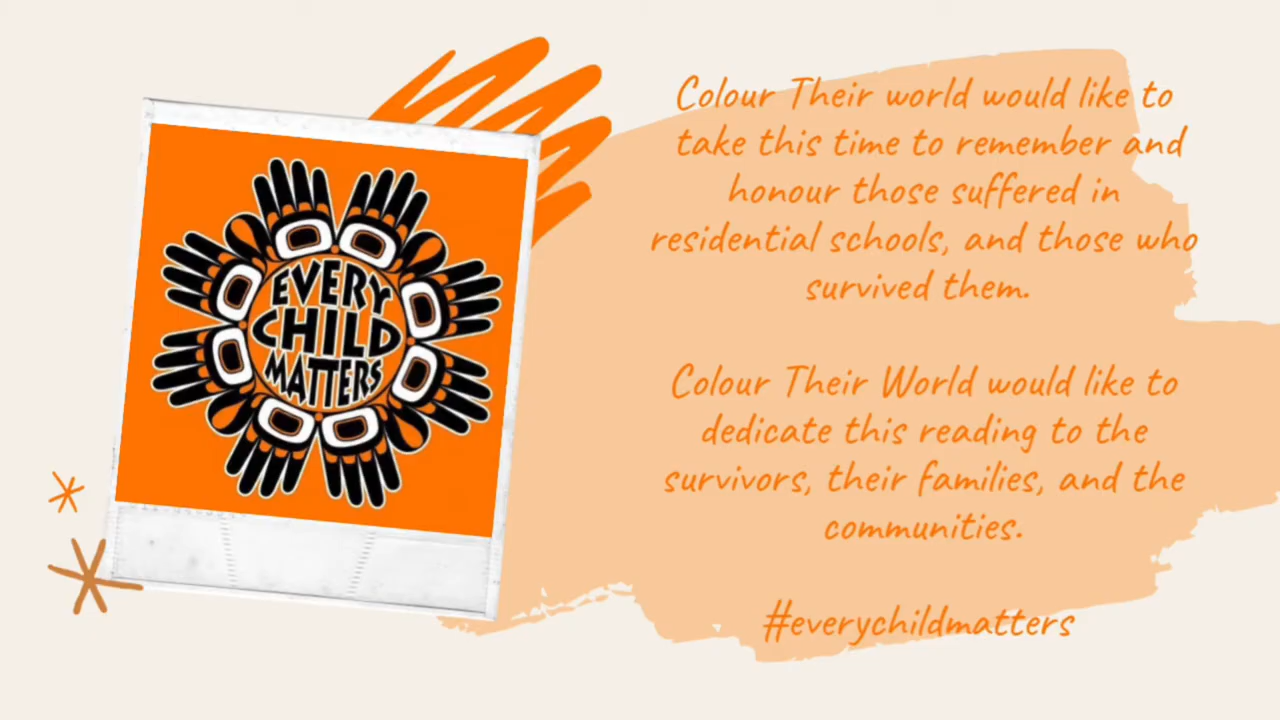 EVERY
CHILD
MATTERS
Colour Their world would like to
take this time to remember and
honour those suffered in
residential schools, and those who
survived them.
Colour Their World would like to
dedicate this reading to the
survivors, their families, and the
communities.
#everychildmatters